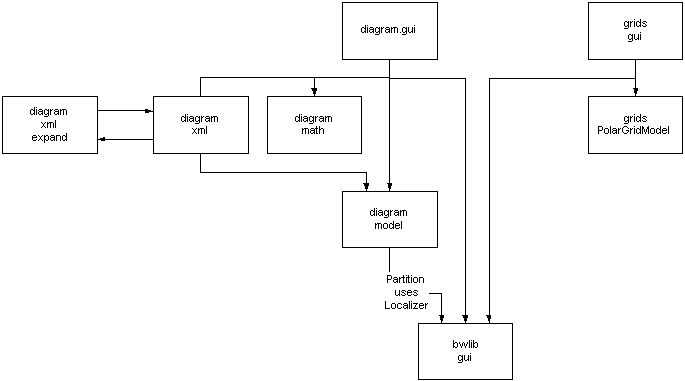 diagram.gui
grids
gui
diagram
xml
expand
diagram
xml
diagram
math
grids
PolarGridModel
diagram
model
Partition
uses
Localizer
bvvlib
gui